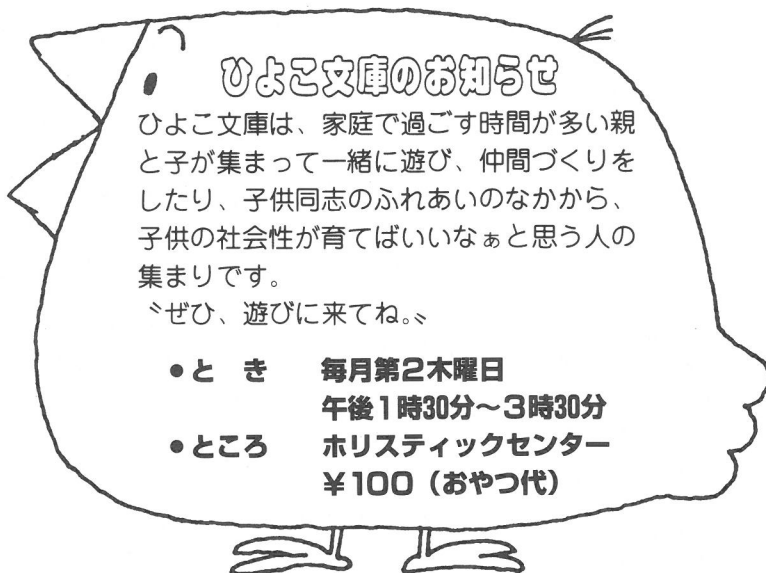 ひよこ文庫のお知らせ
ひよこ文庫は、家庭で過ごす時間が多い親
と子が集まって一緒に遊び、仲間づくりを
したり、子供同志のふれあいのなかから、
子供の社会性が育てばいいなぁと思う人の
集まりです。
〝ぜひ、遊びに来てね。〟
●とき 毎月第2木曜日
午後1時30分～3時30分
●ところ ホリスティックセンター
￥100（おやつ代）